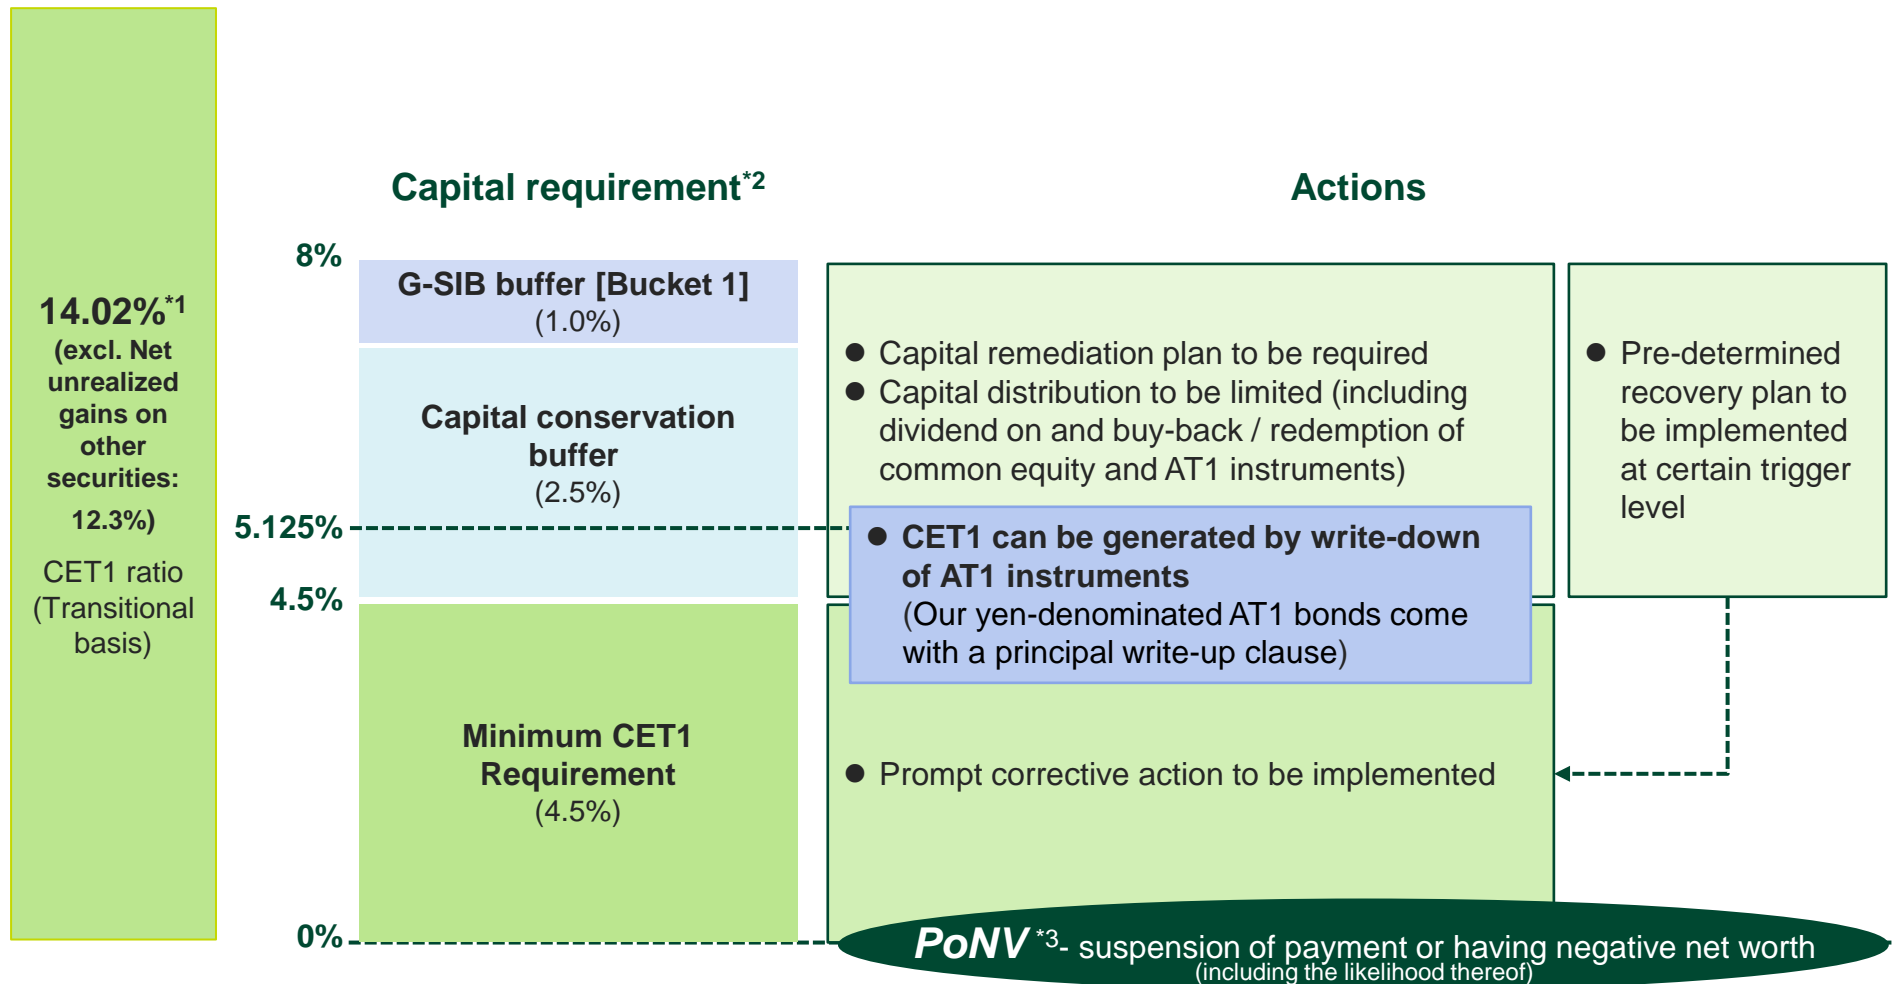 14.02%*1
(excl. Net
unrealized
gains on
other
securities:
12.3%)
CET1 ratio
(Transitional
basis)
Capital requirement*2
8%
G-SIB buffer [Bucket 1]
(1.0%)
Capital conservation
buffer
(2.5%)
5.125%
4.5%
Minimum CET1
Requirement
(4.5%)
0%
Actions
● Capital remediation plan to be required
● Capital distribution to be limited (including
dividend on and buy-back / redemption of
common equity and AT1 instruments)
● CET1 can be generated by write-down
of AT1 instruments
(Our yen-denominated AT1 bonds come
with a principal write-up clause)
● Prompt corrective action to be implemented
● Pre-determined
recovery plan to
be implemented
at certain trigger
level
PoNV *3- suspension of payment or having negative net worth
(including the likelihood thereof)